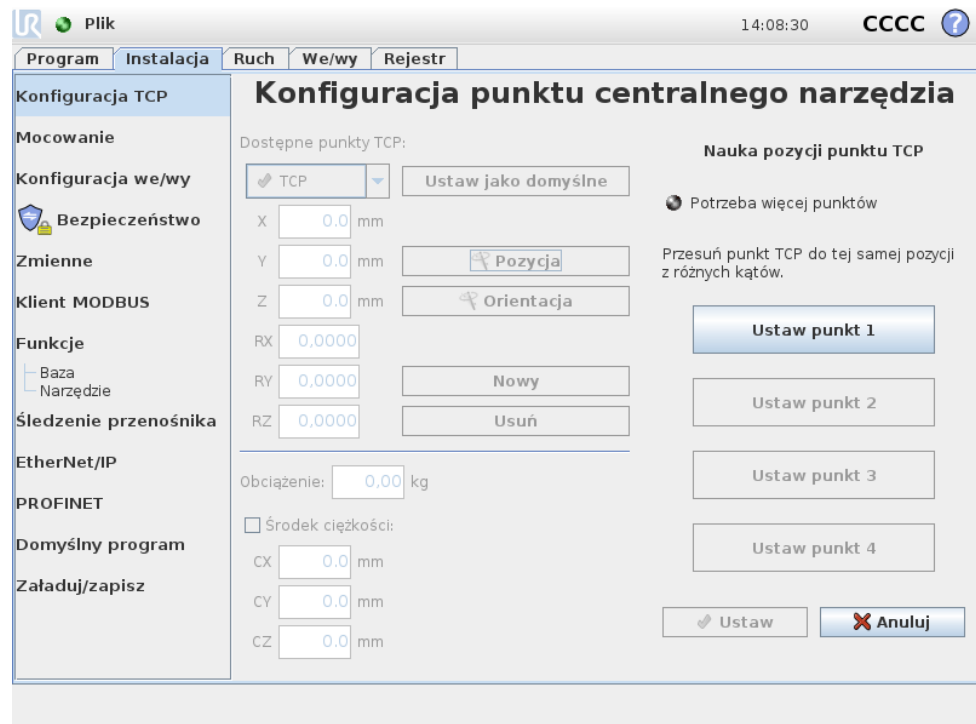 UR Plik 14:08:30 CCCC ?
Program Instalacja Ruch We/wy Rejestr
Konfiguracja TCP
Mocowanie
Konfiguracja we/wy
Bezpieczeństwo
Zmienne
Klient MODBUS
Funkcje
Baza
Narzędzie
Śledzenie przenośnika
EtherNet/IP
PROFINET
Domyślny program
Załaduj/zapisz
Konfiguracja punktu centralnego narzędzia
Dostępne punkty TCP:
TCP Ustaw jako domyślne
X 0.0 mm
Y 0.0 mm Pozycja
Z 0.0 mm Orientacja
RX 0,0000
RY 0,0000 Nowy
RZ 0,0000 Usuń
Obciążenie: 0,00 kg
Środek ciężkości:
CX 0.0 mm
CY 0.0 mm
CZ 0.0 mm
Nauka pozycji punktu TCP
Potrzeba więcej punktów
Przesuń punkt TCP do tej samej pozycji
z różnych kątów.
Ustaw punkt 1
Ustaw punkt 2
Ustaw punkt 3
Ustaw punkt 4
Ustaw Anuluj